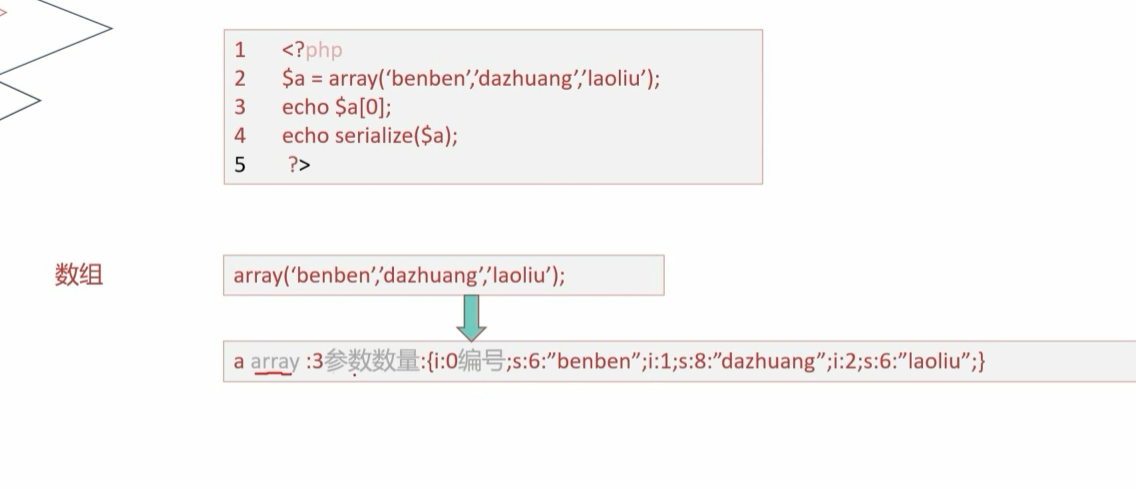 1 <?php
2 $a = array(‘benben’,’dazhuang’,’laoliu’);
3 echo $a[0];
4 echo serialize($a);
5 ?>
数组
array(‘benben’,’dazhuang’,’laoliu’);
a array :3参数数量:{i:0编号;s:6:”benben”;i:1;s:8:”dazhuang”;i:2;s:6:”laoliu”;}